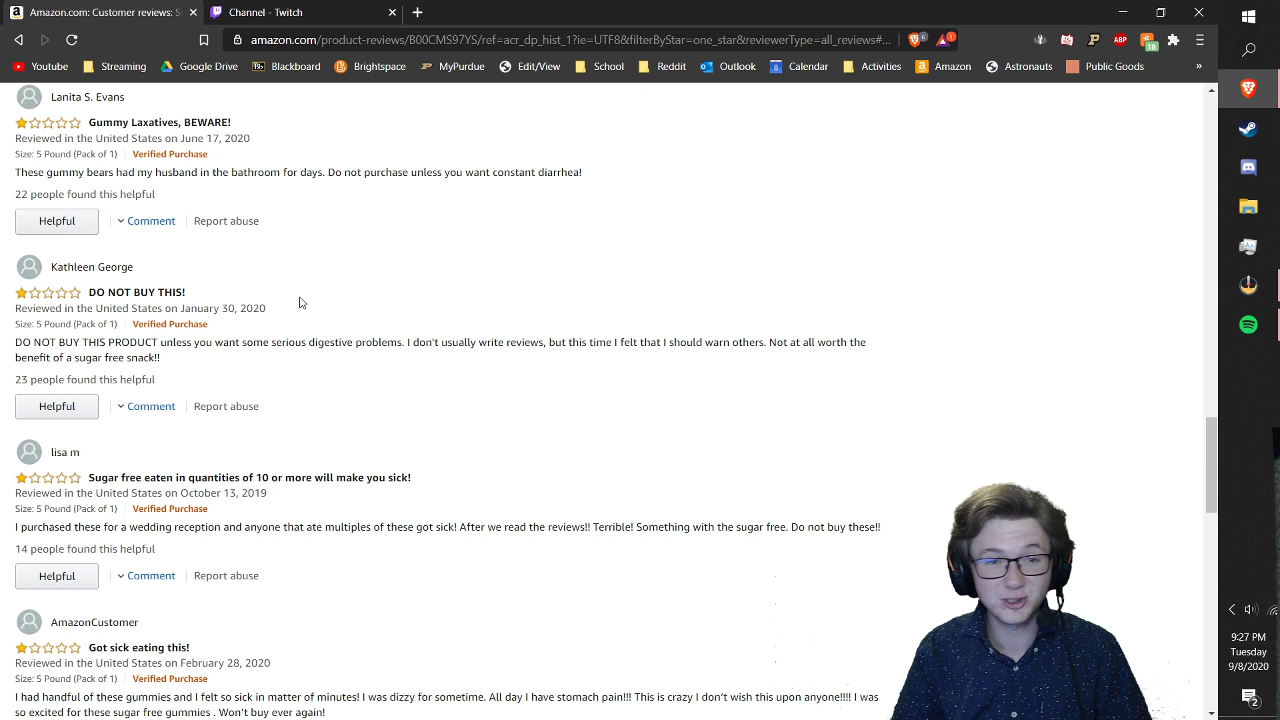 Amazon.com: Customer reviews: S
Channel - Twitch
amazon.com/product-reviews/B00CMD07YS/ref=acr_dp_hist_1?ie=UTF8&filterByStar=one_star&reviewerType=all_reviews#
6
1
ABP
18
Youtube
Streaming
Google Drive
Blackboard
Brightspace
Purdue
Edit/View
School
Reddit
Outlook
Calendar
Activities
Amazon
Astronauts
Public Goods
»
Lanita S. Evans
Gummy Laxatives, BEWARE!
Reviewed in the United States on June 17, 2020
Size: 5 Pound (Pack of 1) | Verified Purchase
These gummy bears had my husband in the bathroom for days. Do not purchase unless you want constant diarrhea!
22 people found this helpful
Helpful | Comment | Report abuse
Kathleen George
DO NOT BUY THIS!
Reviewed in the United States on January 30, 2020
Size: 5 Pound (Pack of 1) | Verified Purchase
DO NOT BUY THIS PRODUCT unless you want some serious digestive problems. I don't usually write reviews, but this time I felt that I should warn others. Not at all worth the
benefit of a sugar free snack!!
23 people found this helpful
Helpful | Comment | Report abuse
lisa m
Sugar free eaten in quantities of 10 or more will make you sick!
Reviewed in the United States on October 13, 2019
Size: 5 Pound (Pack of 1) | Verified Purchase
I purchased these for a wedding reception and anyone that ate multiples of these got sick! After we read the reviews!! Terrible! Something with the sugar free. Do not buy these!!
14 people found this helpful
Helpful | Comment | Report abuse
AmazonCustomer
Got sick eating this!
Reviewed in the United States on February 28, 2020
Size: 5 Pound (Pack of 1) | Verified Purchase
I had handful of these gummies and I felt so sick in matter of minutes! I was dizzy for sometime. All day I have stomach pain!!! This is crazy I don't wish this upon anyone!!!! I was
so excited for these sugar free gummies . Won't buy ever again!
9:27 PM
Tuesday
9/8/2020
2